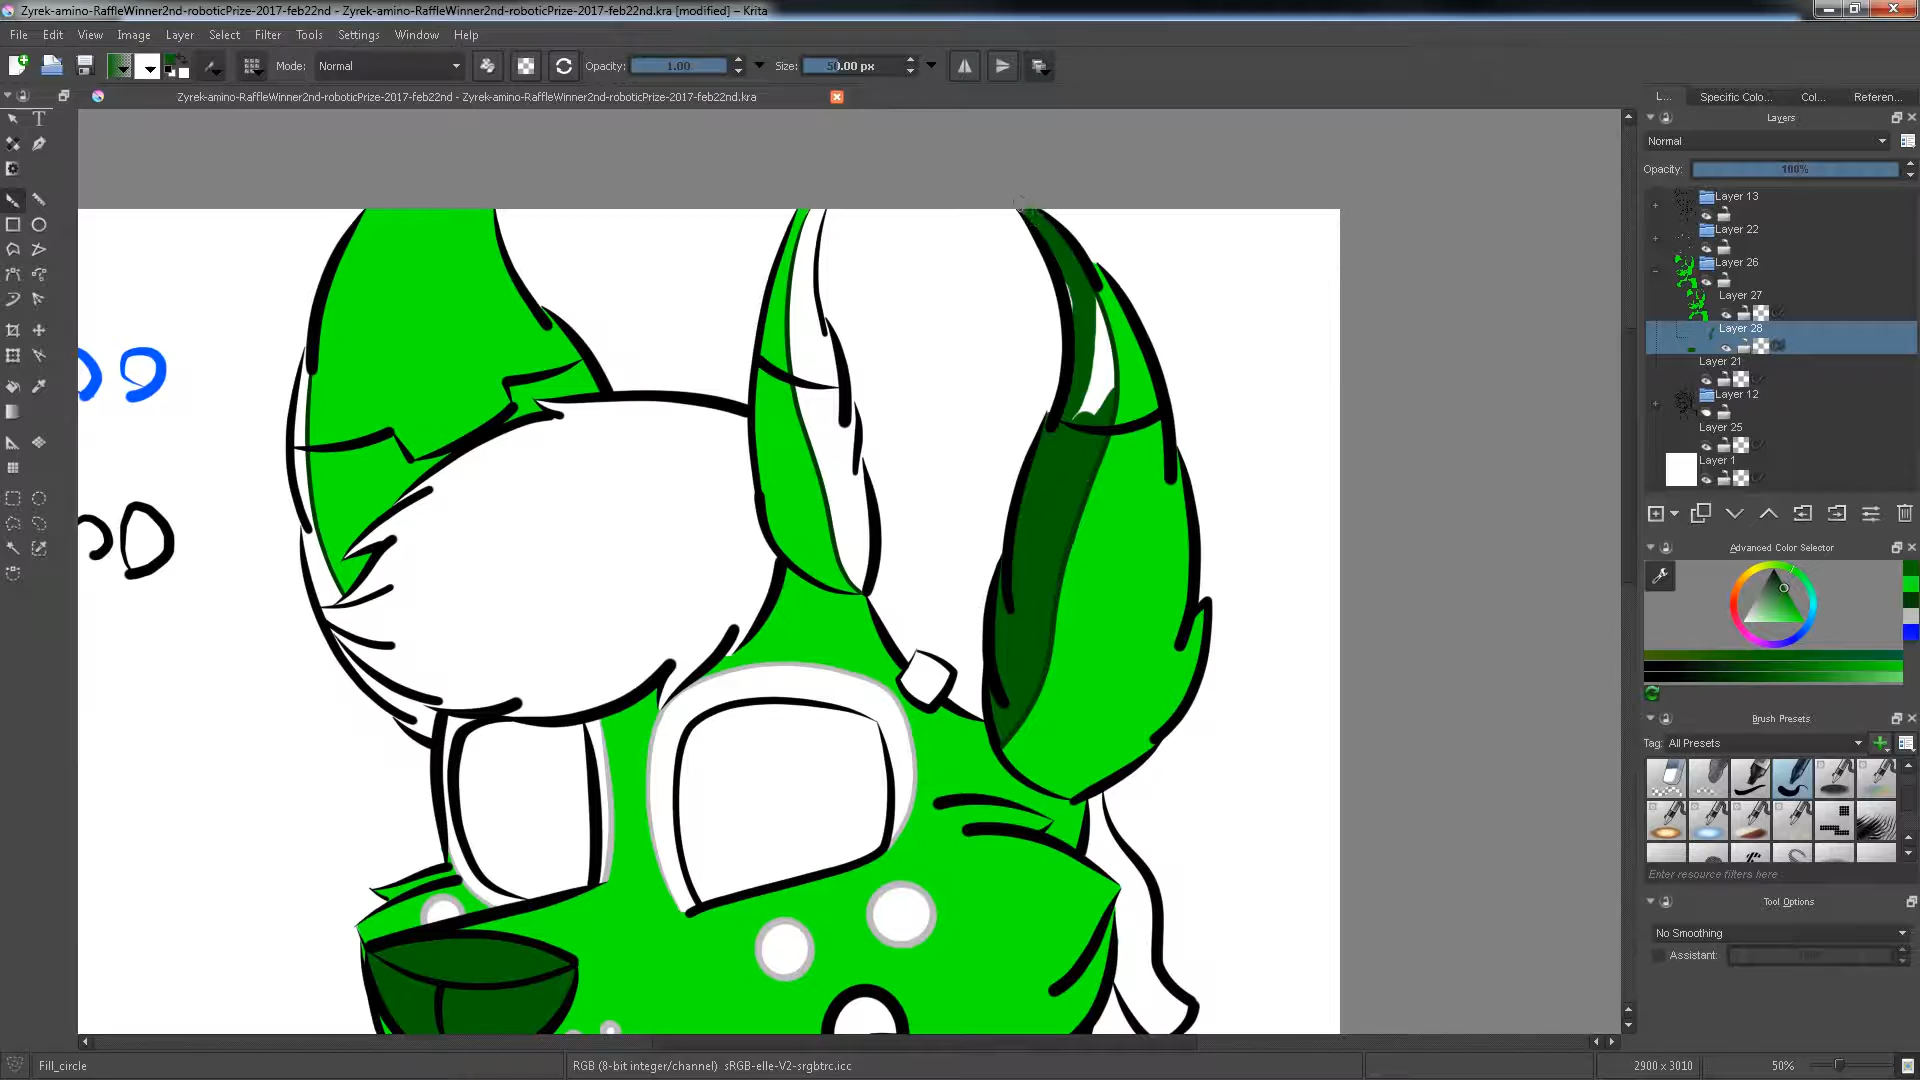 Zyrek-amino-RaffleWinner2nd-roboticPrize-2017-feb22nd - Zyrek-amino-RaffleWinner2nd-roboticPrize-2017-feb22nd.kra [modified] – Krita
File Edit View Image Layer Select Filter Tools Settings Window Help
Mode: Normal Opacity: 1.00 Size: 50.00 px
Zyrek-amino-RaffleWinner2nd-roboticPrize-2017-feb22nd - Zyrek-amino-RaffleWinner2nd-roboticPrize-2017-feb22nd.kra
L... Specific Colo... Col... Referen...
Layers
Normal
Opacity: 100%
Layer 13
Layer 22
Layer 26
Layer 27
Layer 28
Layer 21
Layer 12
Layer 25
Layer 1
Advanced Color Selector
Brush Presets
Tag: All Presets
Enter resource filters here
Tool Options
No Smoothing
Assistant:
Fill_circle
RGB (8-bit integer/channel) sRGB-elle-V2-srgbtrc.icc
2900 x 3010
50%